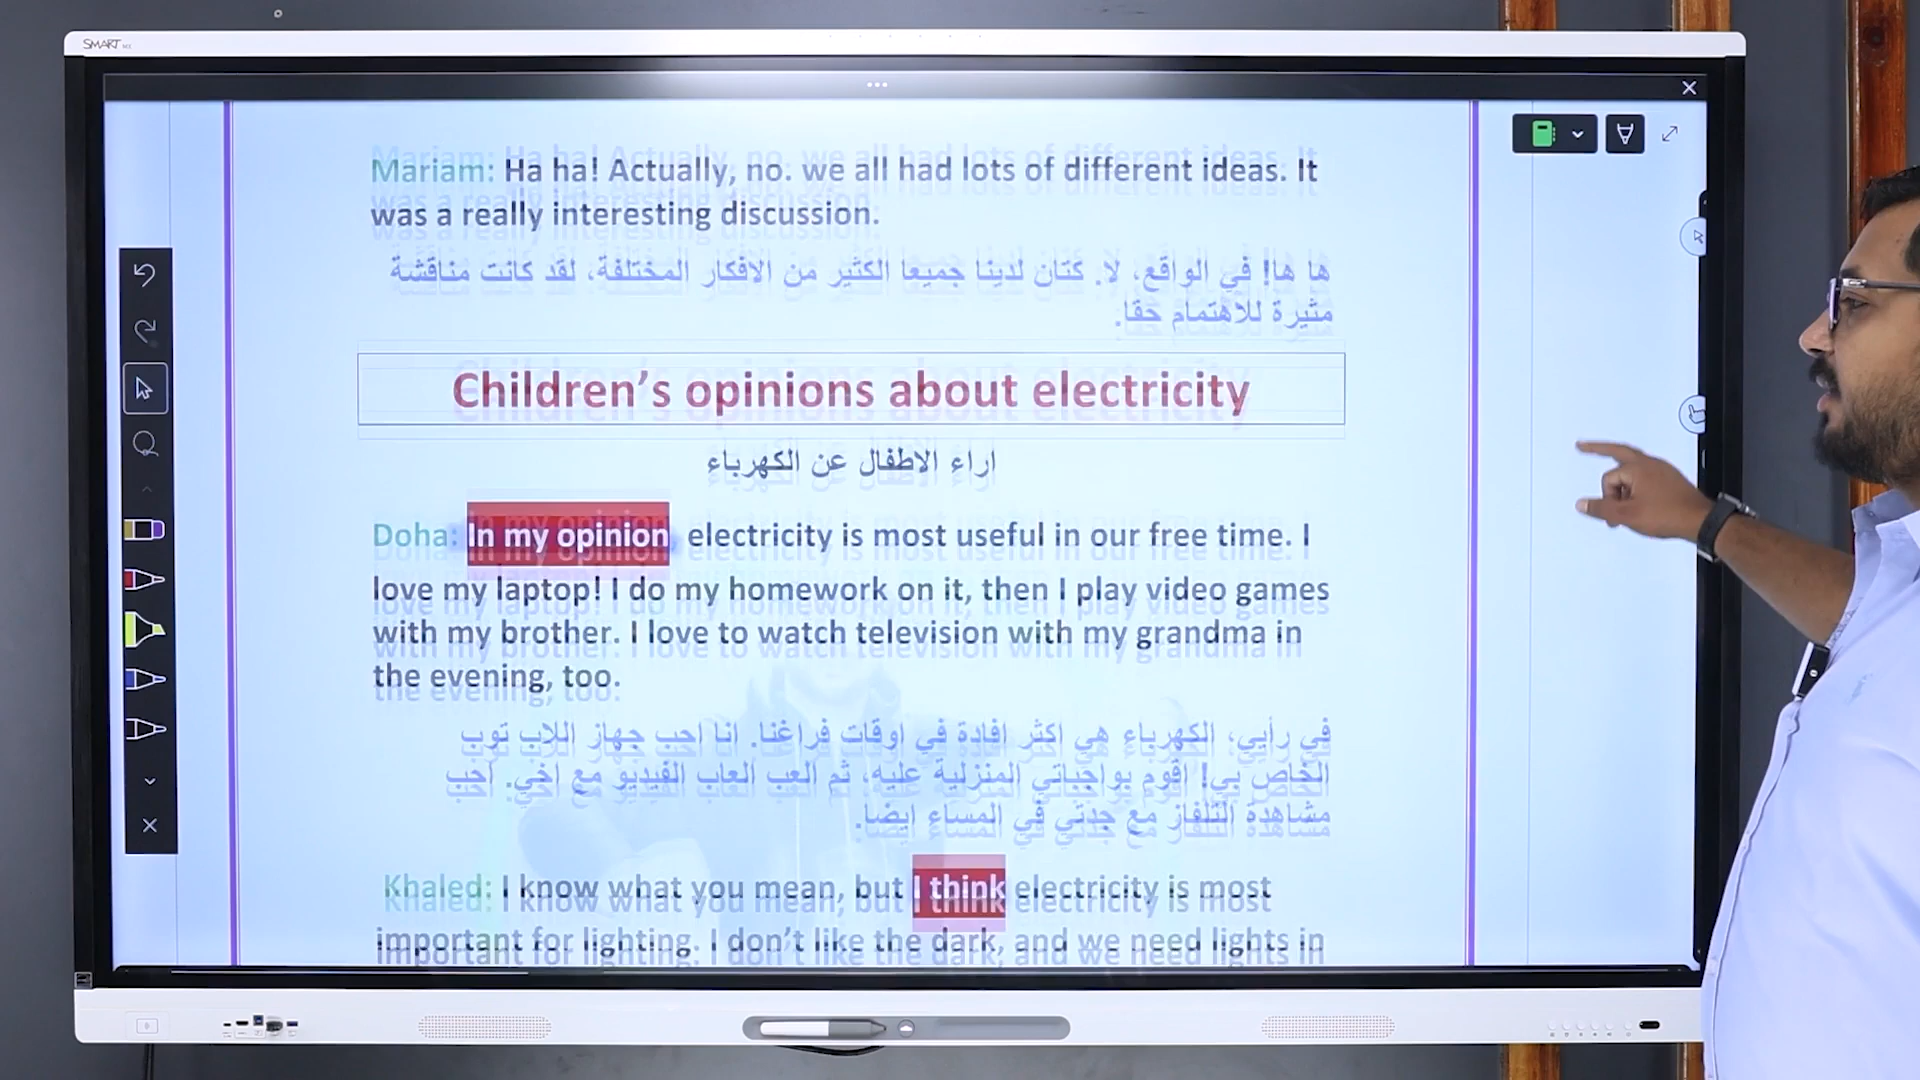 SMART
Mariam: Ha ha! Actually, no. we all had lots of different ideas. It
was a really interesting discussion.
ها ها! في الواقع، لا. كتان لدينا جميعا الكثير من الافكار المختلفة، لقد كانت مناقشة
مثيرة للاهتمام حقا.
Children's opinions about electricity
اراء الاطفال عن الكهرباء
Doha: In my opinion electricity is most useful in our free time. I
love my laptop! I do my homework on it, then I play video games
with my brother. I love to watch television with my grandma in
the evening, too.
في رأيي، الكهرباء هي اكثر افادة في اوقات فراغنا. انا احب جهاز اللاب توب
الخاص بي! اقوم بواجباتي المنزلية عليه، ثم العب العاب الفيديو مع اخي. احب
مشاهدة التلفاز مع جدتي في المساء ايضا.
Khaled: I know what you mean, but I think electricity is most
important for lighting. I don't like the dark, and we need lights in